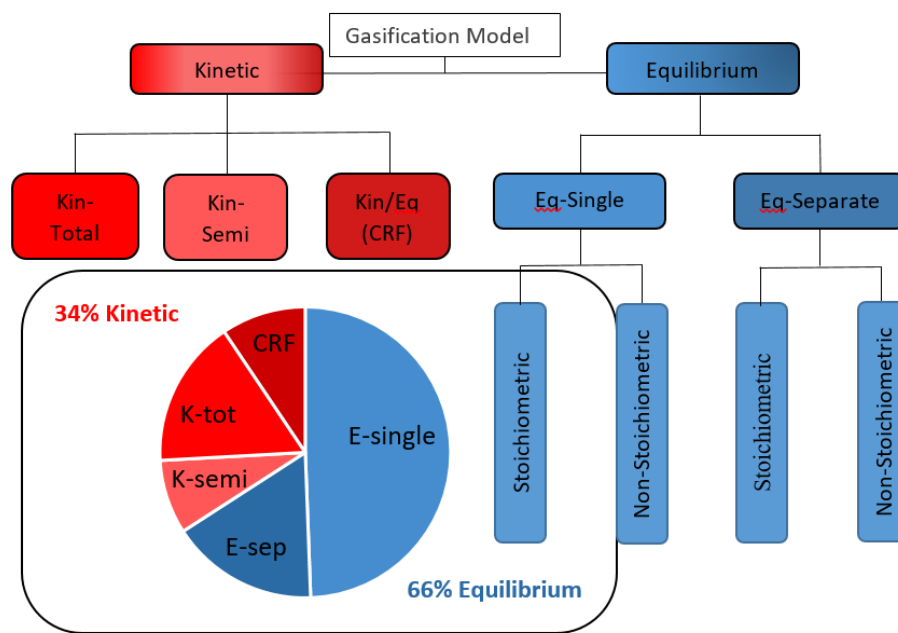 Gasification Model
Kinetic
Equilibrium
Kin-
Total
Kin-
Semi
Kin/Eq
(CRF)
Eq-Single
Eq-Separate
34% Kinetic
CRF
K-tot
E-single
K-semi
E-sep
66% Equilibrium
Stoichiometric
Non-Stoichiometric
Stoichiometric
Non-Stoichiometric